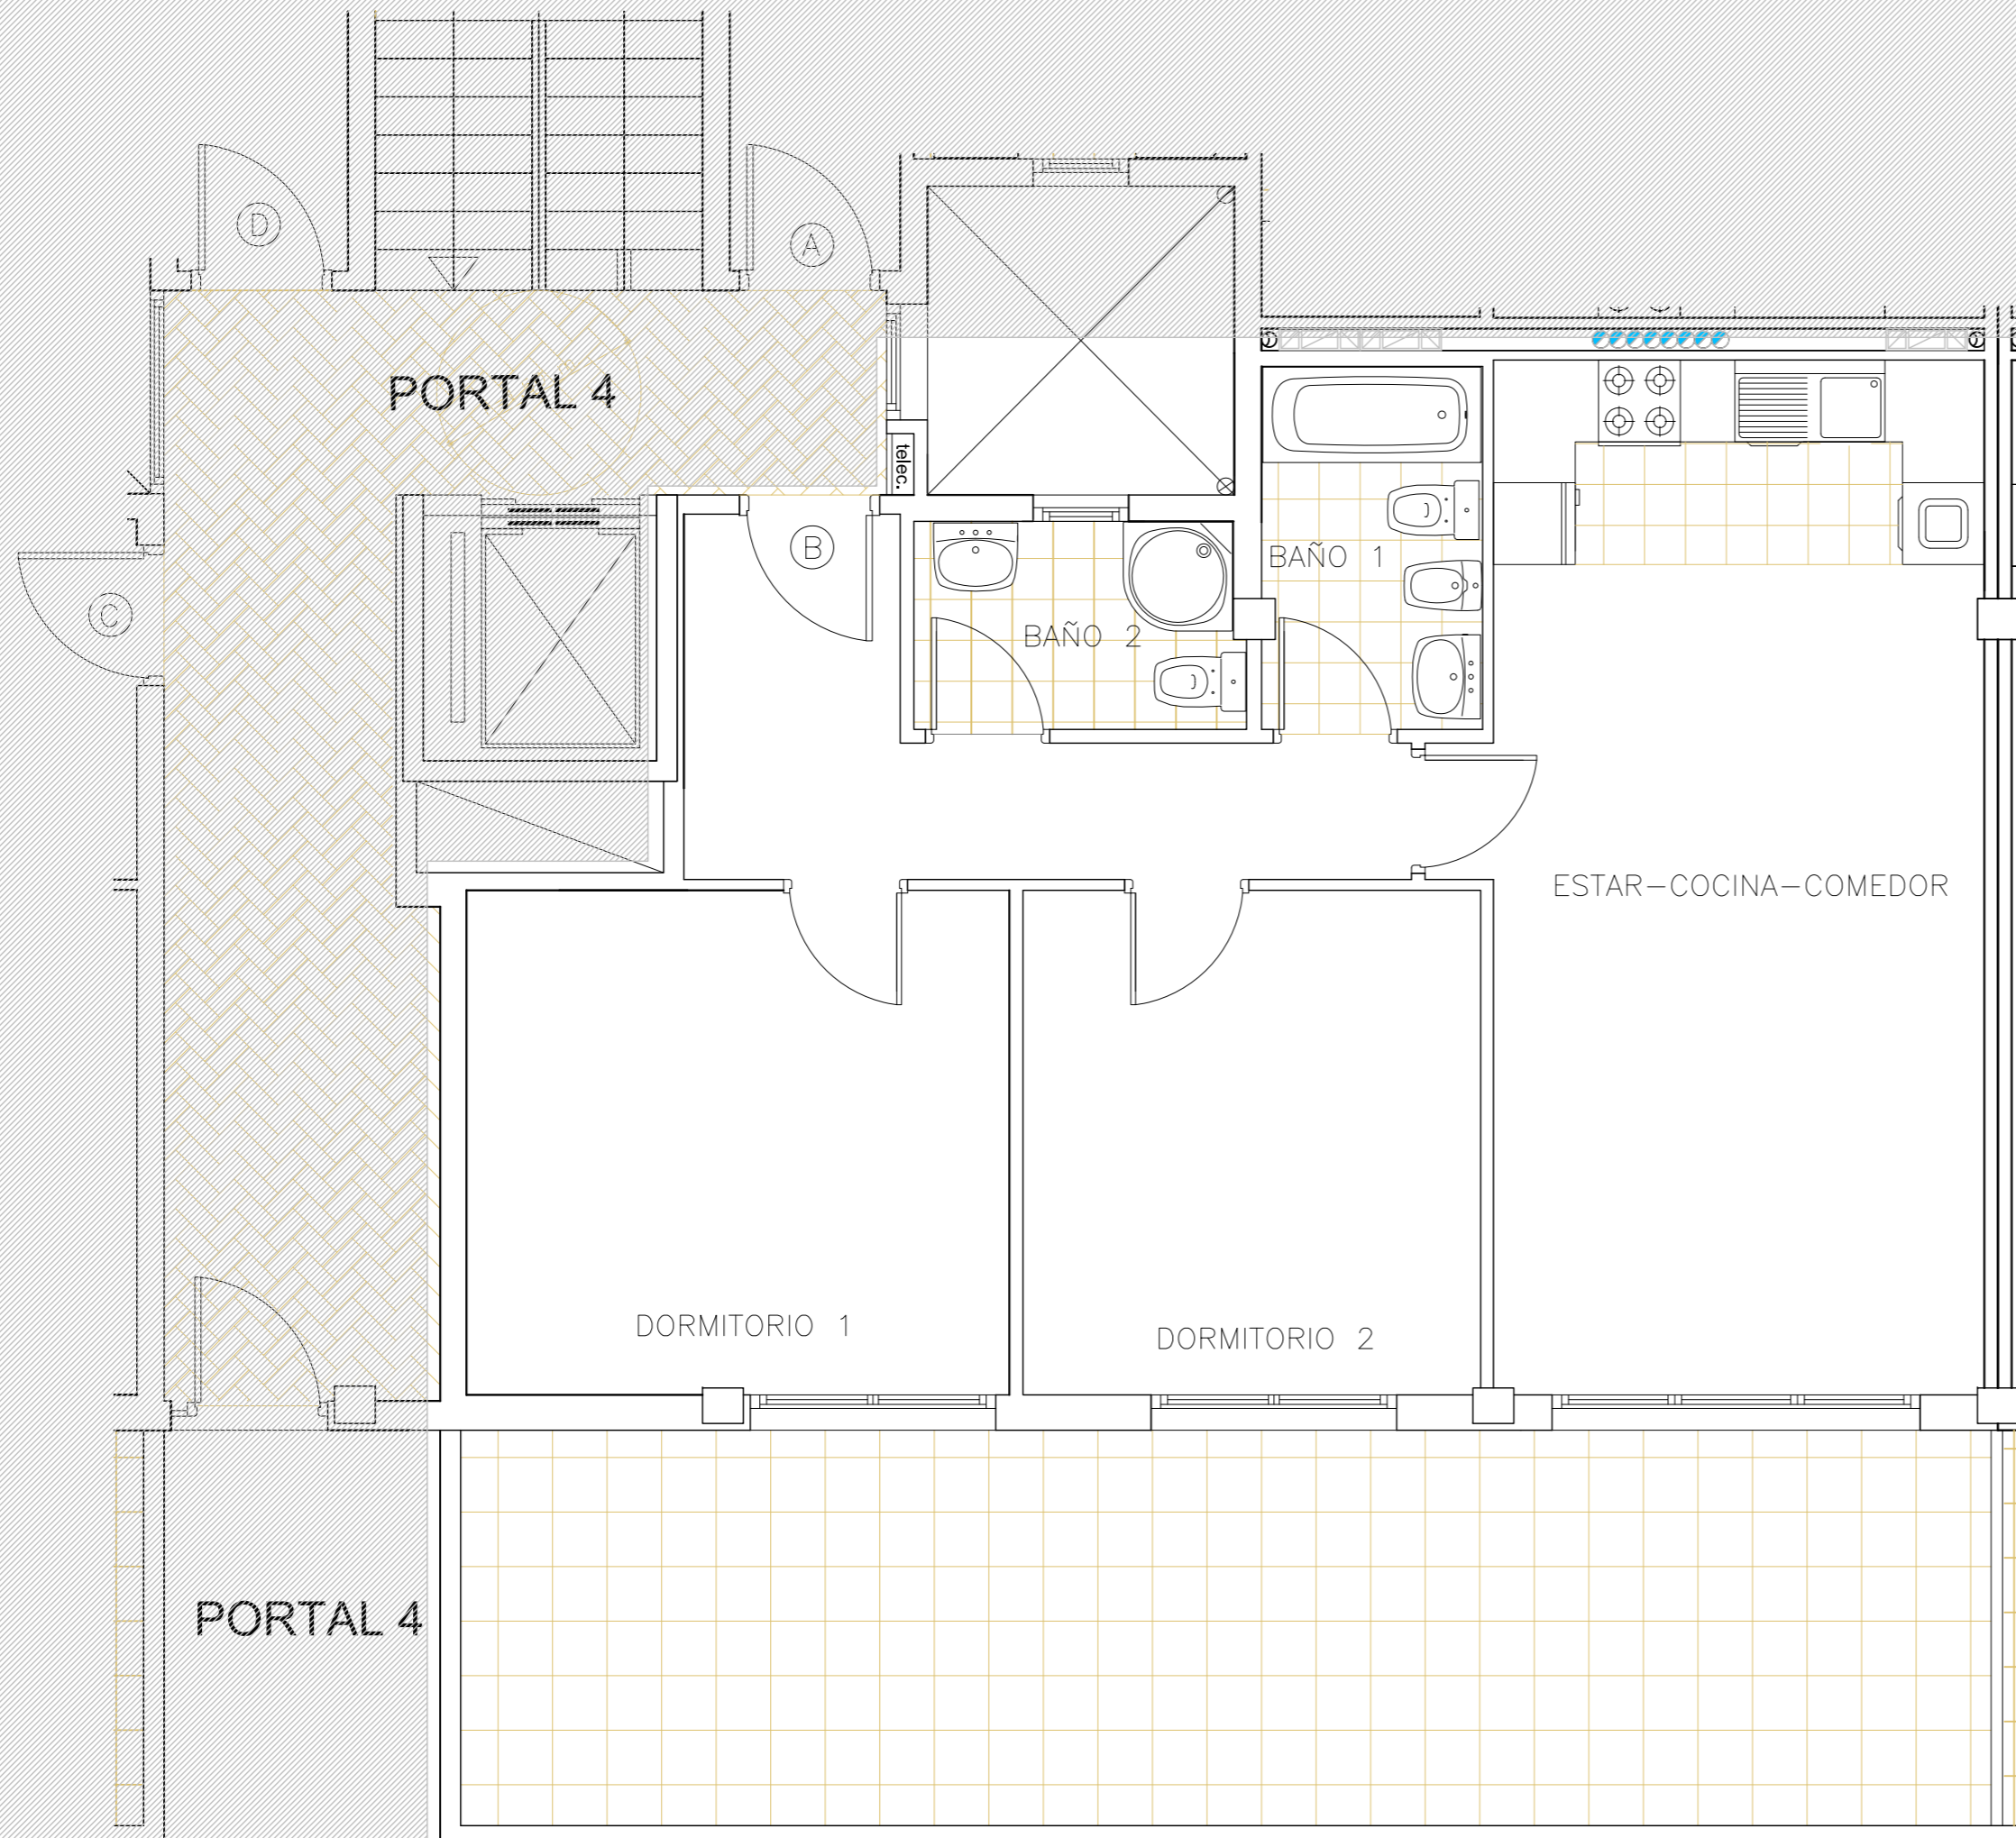 D
A
PORTAL 4
telec.
B
BAÑO 1
C
BAÑO 2
ESTAR-COCINA-COMEDOR
DORMITORIO 1
DORMITORIO 2
PORTAL 4